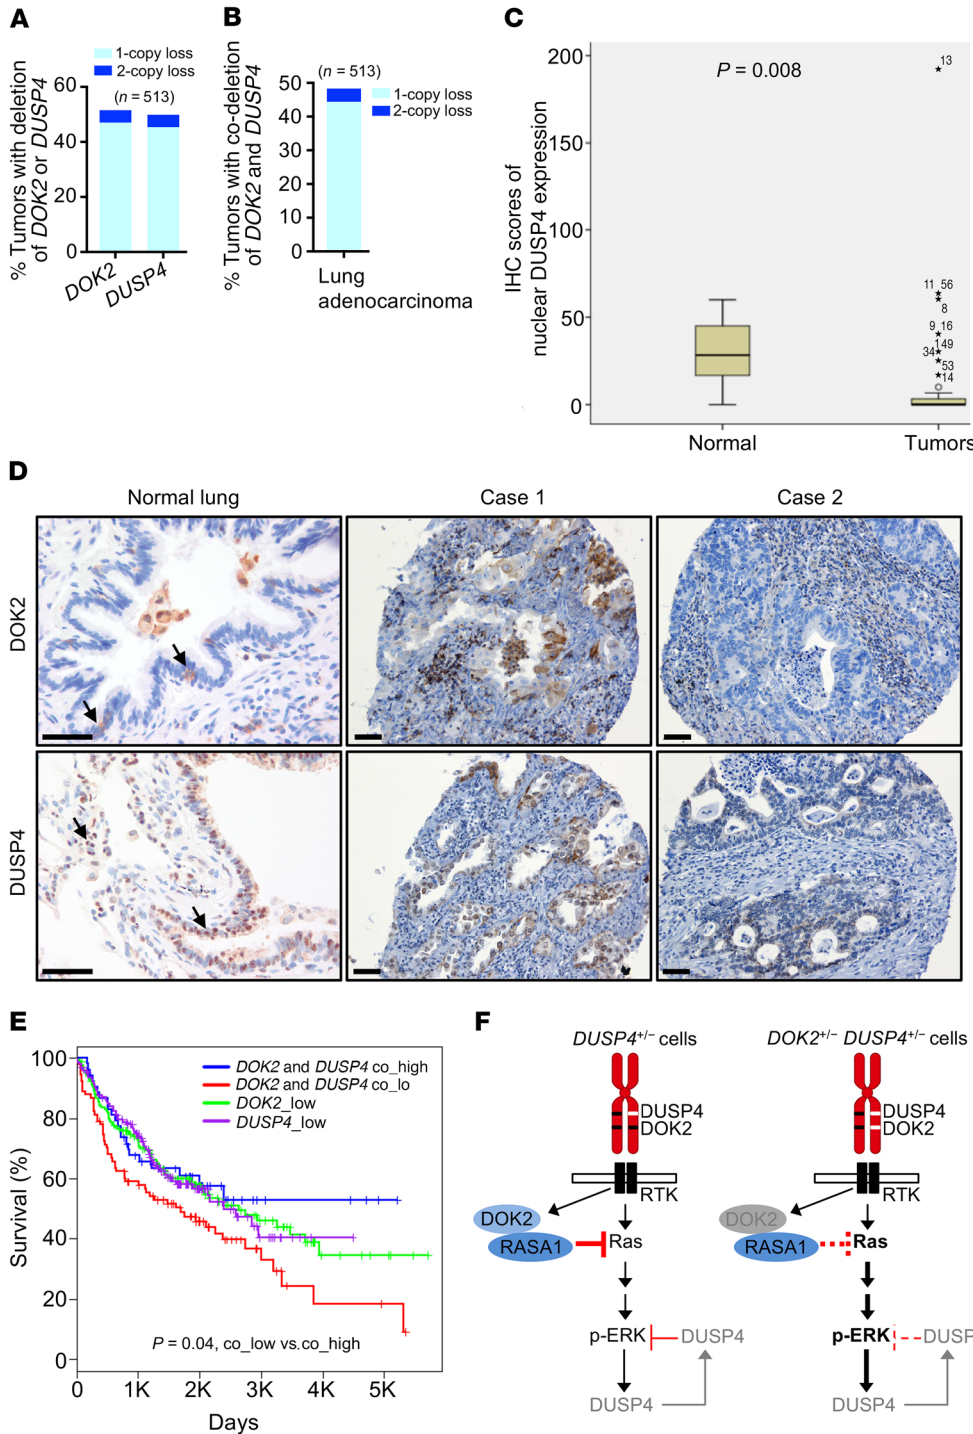 A
1-copy loss
2-copy loss
(n = 513)
% Tumors with deletion
of DOK2 or DUSP4
60
40
20
0
DOK2
DUSP4
B
(n = 513)
1-copy loss
2-copy loss
% Tumors with co-deletion
of DOK2 and DUSP4
50
40
30
20
10
0
Lung
adenocarcinoma
C
P = 0.008
IHC scores of
nuclear DUSP4 expression
200
150
100
50
0
13
11 56
8
9 16
149
34
53
14
Normal
Tumors
D
Normal lung
Case 1
Case 2
DOK2
DUSP4
E
Survival (%)
100
80
60
40
20
0
DOK2 and DUSP4 co_high
DOK2 and DUSP4 co_lo
DOK2_low
DUSP4_low
P = 0.04, co_low vs.co_high
0 1K 2K 3K 4K 5K
Days
F
DUSP4+/− cells
DUSP4
DOK2
RTK
DOK2
RASA1
Ras
p-ERK
DUSP4
DUSP4
DOK2+/− DUSP4+/− cells
DUSP4
DOK2
RTK
DOK2
RASA1
Ras
p-ERK
DUSP
DUSP4